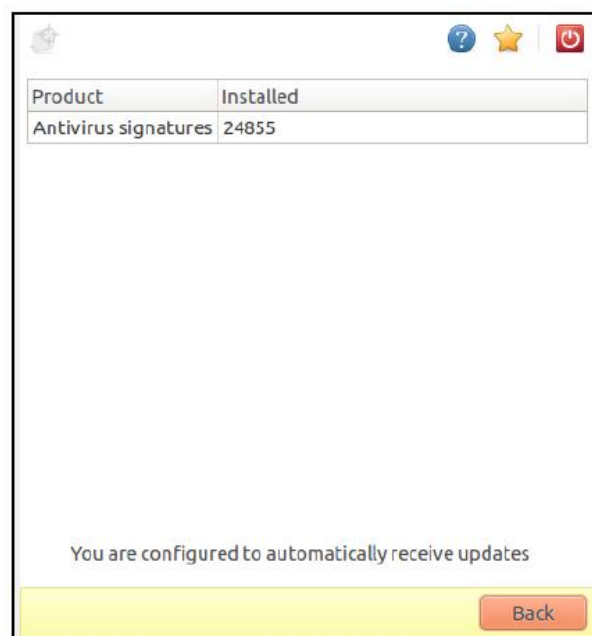 ?
Product Installed
Antivirus signatures 24855
You are configured to automatically receive updates
Back